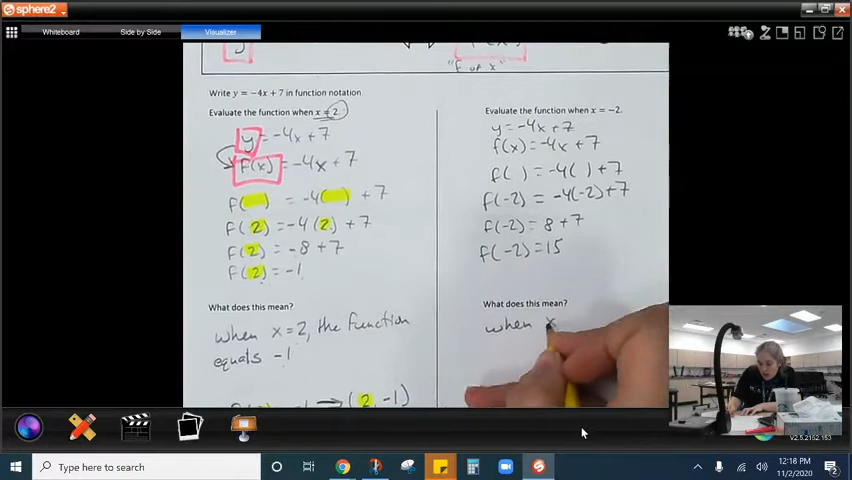 sphere2
Whiteboard
Side by Side
Visualizer
"f of x"
Write y = −4x + 7 in function notation.
Evaluate the function when x = 2.
y = -4x + 7
f(x) = -4x + 7
f( ) = -4( ) + 7
f(2) = -4(2) + 7
f(2) = -8 + 7
f(2) = -1
What does this mean?
when x = 2, the function
equals -1
→ (2, -1)
Evaluate the function when x = −2.
y = -4x + 7
f(x) = -4x + 7
f( ) = -4( ) + 7
f(-2) = -4(-2) + 7
f(-2) = 8 + 7
f(-2) = 15
What does this mean?
when x
V2.5.2152.153
Type here to search
12:18 PM
11/2/2020